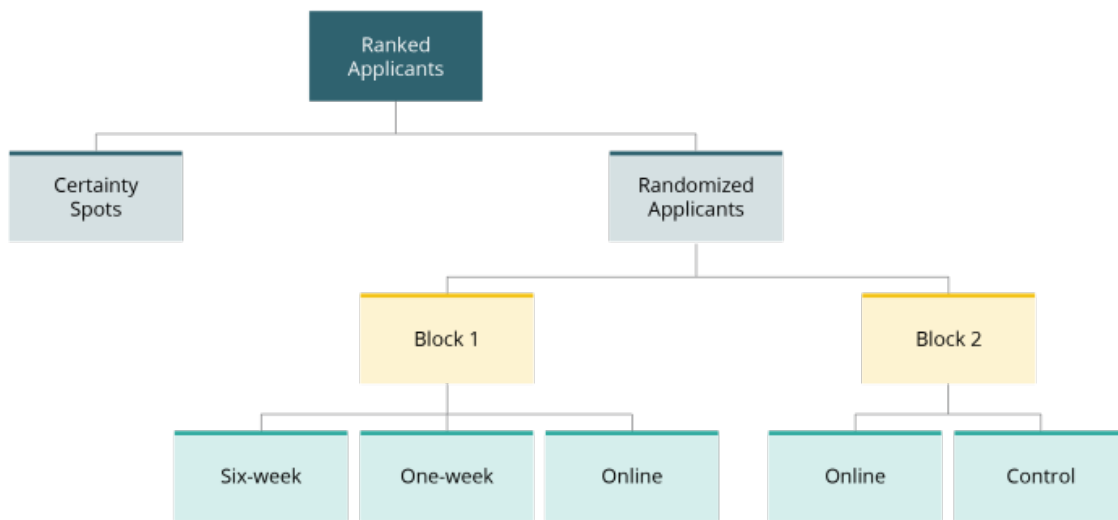 Ranked
Applicants
Certainty
Spots
Randomized
Applicants
Block 1
Block 2
Six-week
One-week
Online
Online
Control